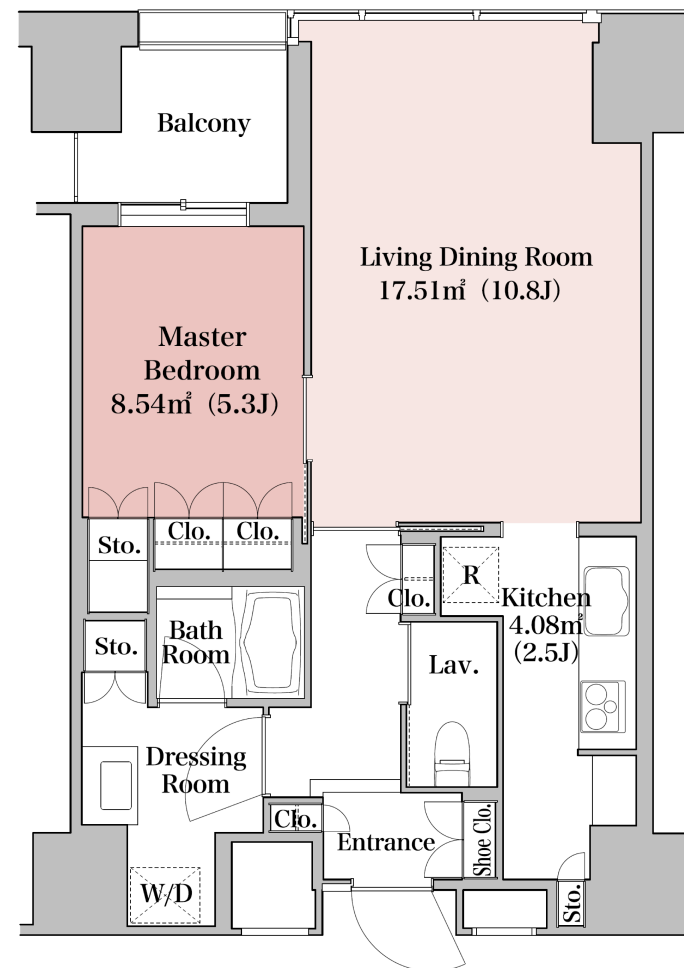 Balcony
Living Dining Room
17.51㎡ (10.8J)
Master
Bedroom
8.54㎡ (5.3J)
Sto.
Clo.
Clo.
Clo.
R
Kitchen
4.08㎡
(2.5J)
Sto.
Bath
Room
Lav.
Dressing
Room
Clo.
Entrance
Shoe Clo.
W/D
Sto.